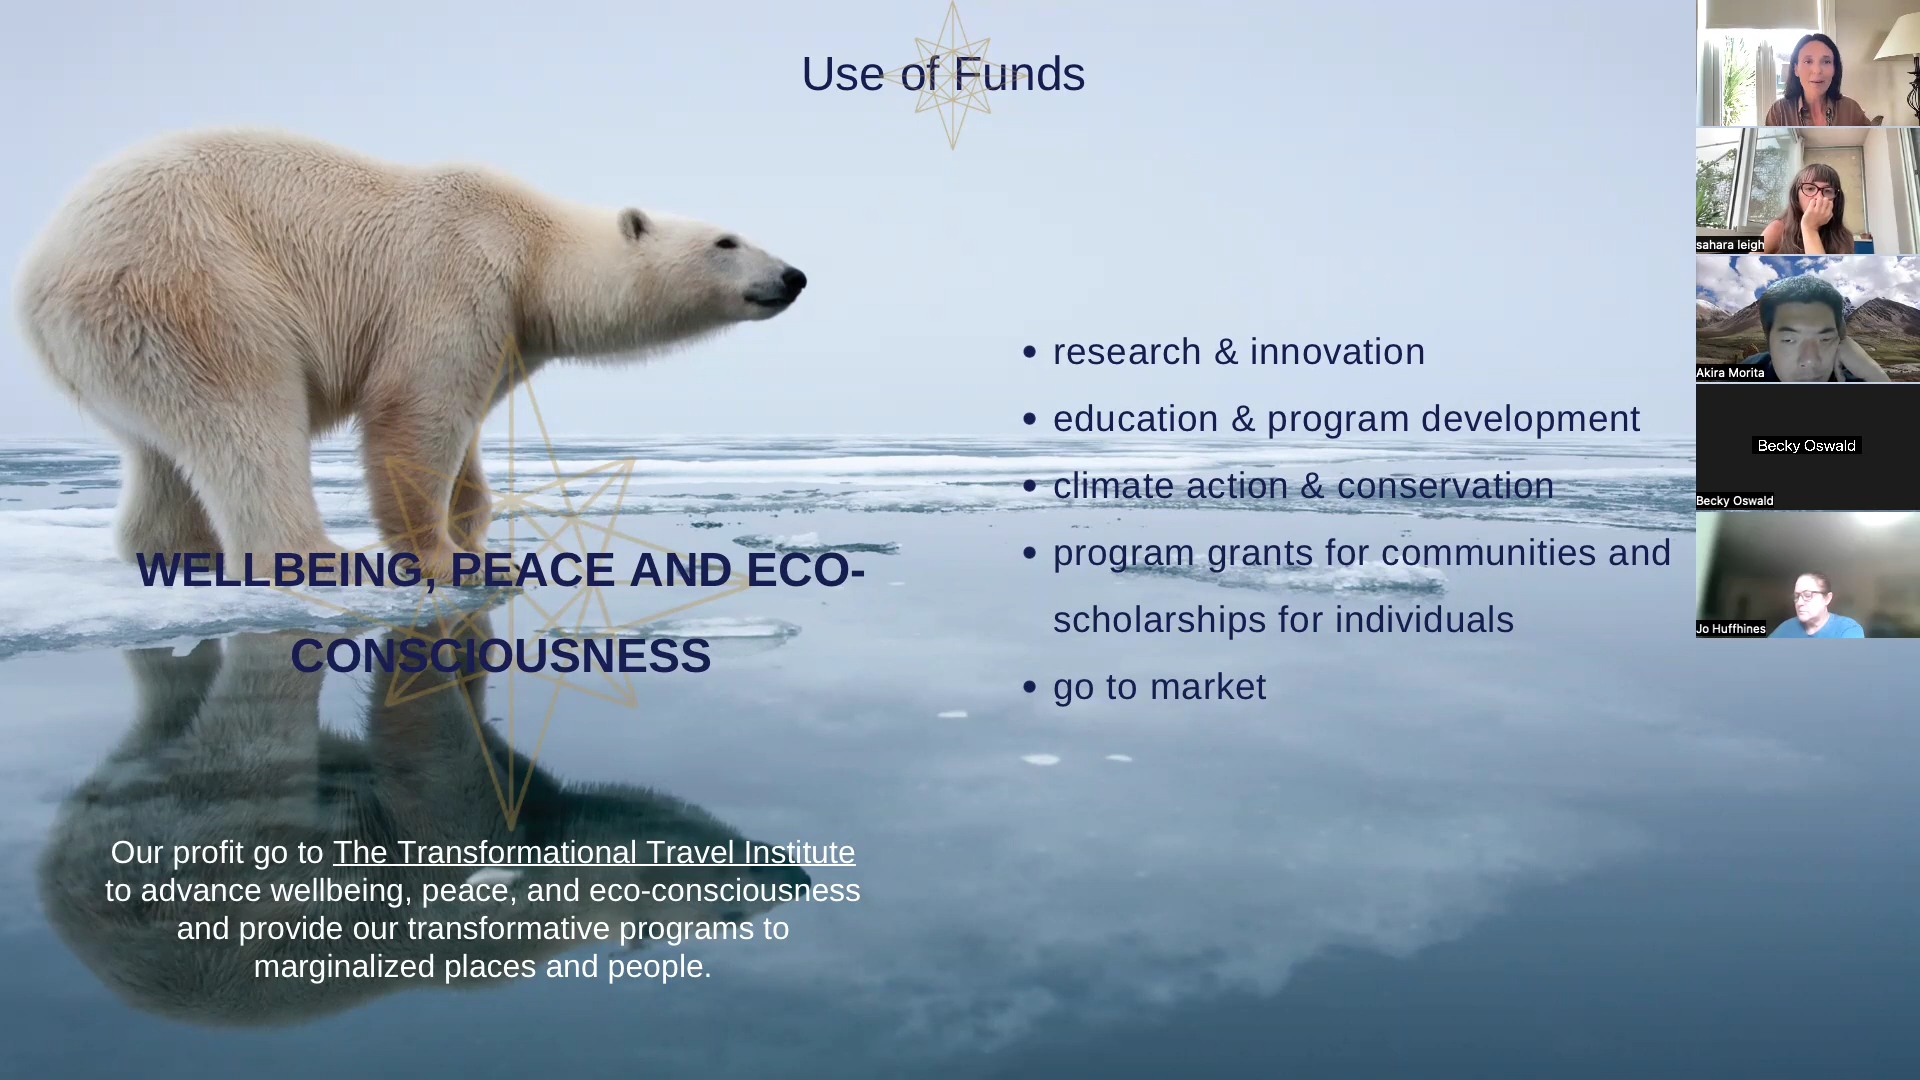 Use of Funds
WELLBEING, PEACE AND ECO-
CONSCIOUSNESS
Our profit go to The Transformational Travel Institute
to advance wellbeing, peace, and eco-consciousness
and provide our transformative programs to
marginalized places and people.
• research & innovation
• education & program development
• climate action & conservation
• program grants for communities and
scholarships for individuals
• go to market
sahara leigh
Akira Morita
Becky Oswald
Becky Oswald
Jo Huffhines